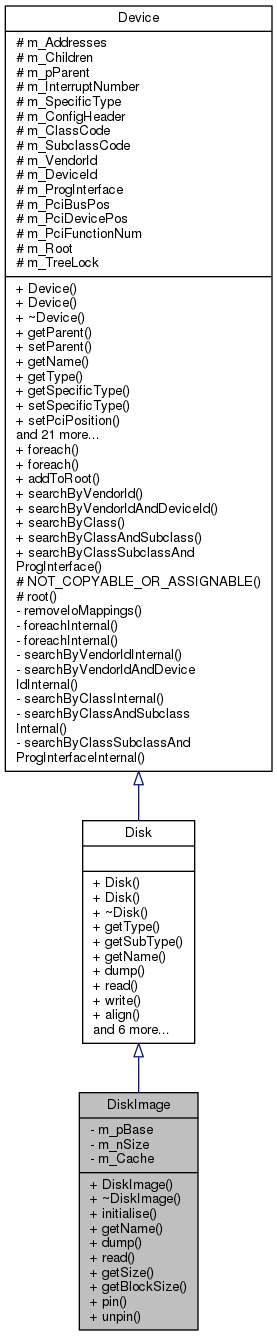 Device
# m_Addresses
# m_Children
# m_pParent
# m_InterruptNumber
# m_SpecificType
# m_ConfigHeader
# m_ClassCode
# m_SubclassCode
# m_VendorId
# m_DeviceId
# m_ProgInterface
# m_PciBusPos
# m_PciDevicePos
# m_PciFunctionNum
# m_Root
# m_TreeLock
+ Device()
+ Device()
+ ~Device()
+ getParent()
+ setParent()
+ getName()
+ getType()
+ getSpecificType()
+ setSpecificType()
+ setPciPosition()
and 21 more...
+ foreach()
+ foreach()
+ addToRoot()
+ searchByVendorId()
+ searchByVendorIdAndDeviceId()
+ searchByClass()
+ searchByClassAndSubclass()
+ searchByClassSubclassAnd
ProgInterface()
# NOT_COPYABLE_OR_ASSIGNABLE()
# root()
- removeIoMappings()
- foreachInternal()
- foreachInternal()
- searchByVendorIdInternal()
- searchByVendorIdAndDevice
IdInternal()
- searchByClassInternal()
- searchByClassAndSubclass
Internal()
- searchByClassSubclassAnd
ProgInterfaceInternal()
Disk
+ Disk()
+ Disk()
+ ~Disk()
+ getType()
+ getSubType()
+ getName()
+ dump()
+ read()
+ write()
+ align()
and 6 more...
DiskImage
- m_pBase
- m_nSize
- m_Cache
+ DiskImage()
+ ~DiskImage()
+ initialise()
+ getName()
+ dump()
+ read()
+ getSize()
+ getBlockSize()
+ pin()
+ unpin()